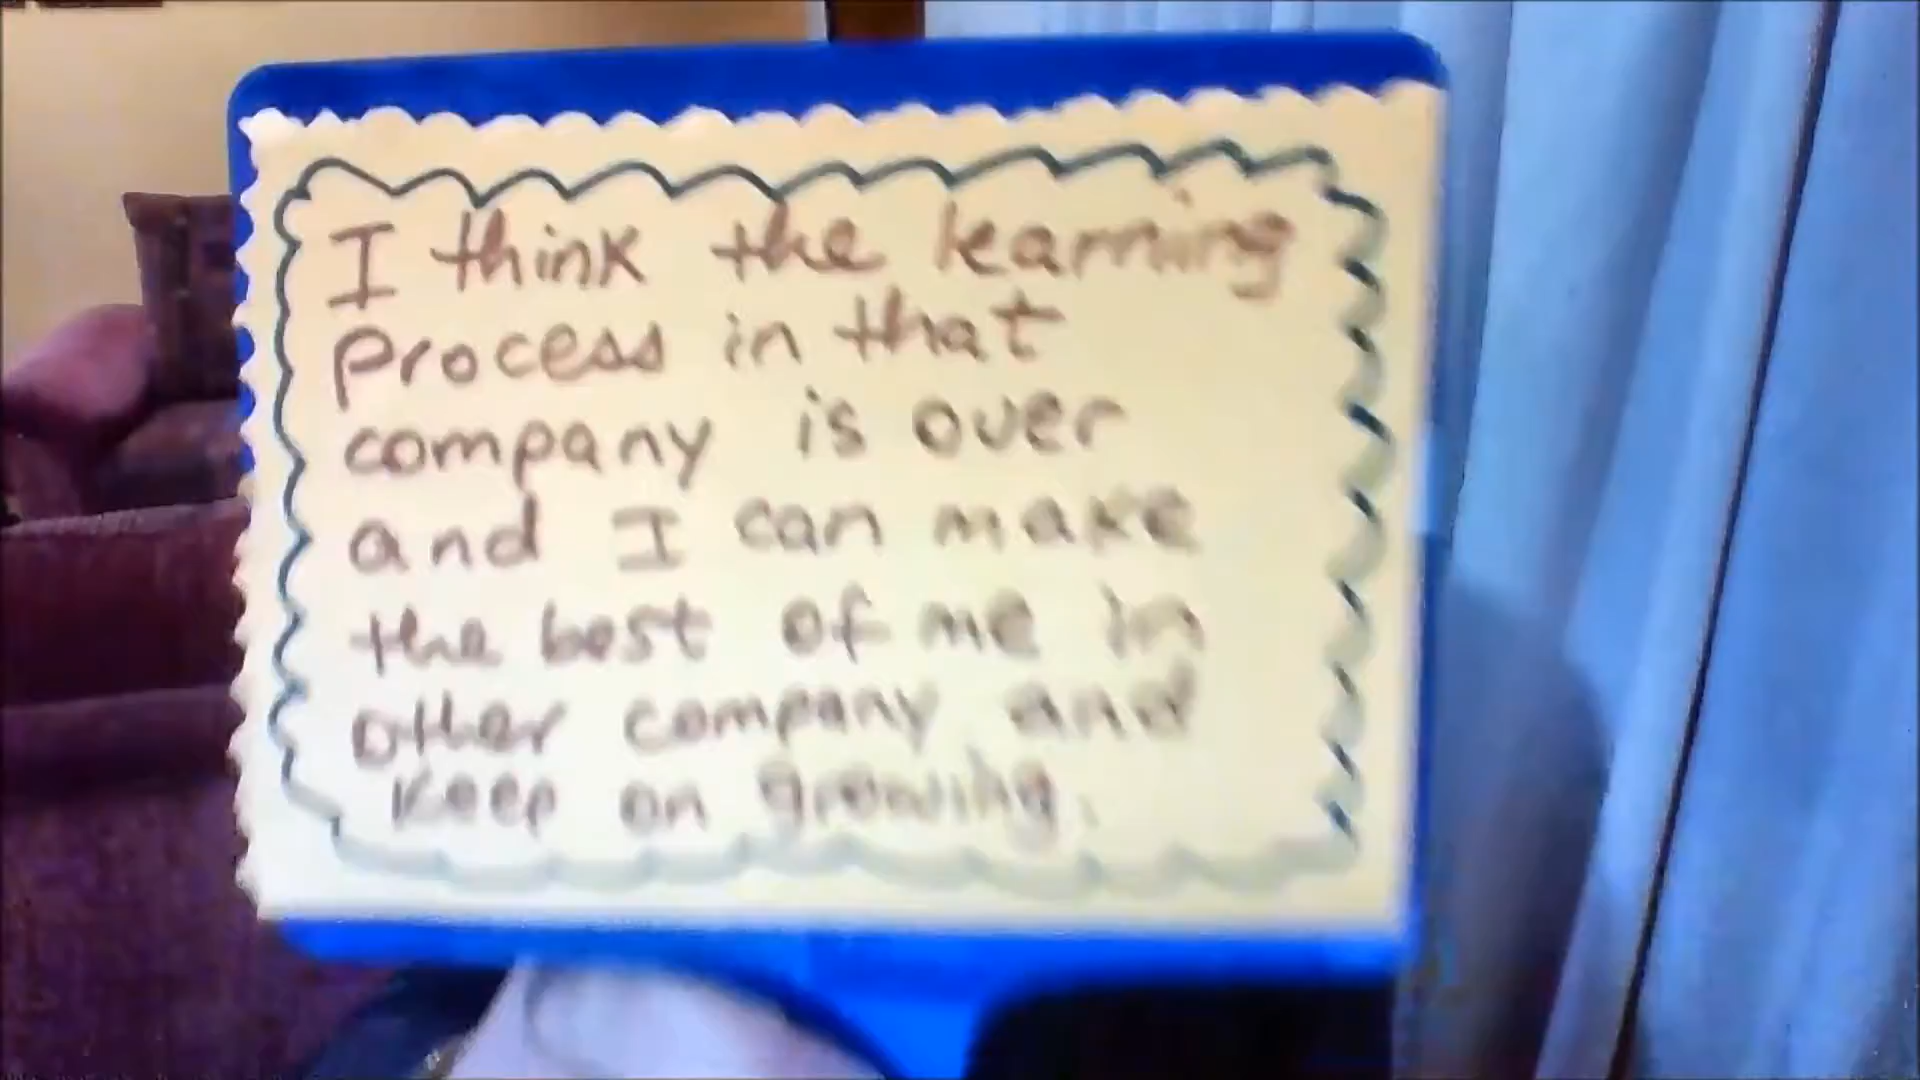 I think the learning
process in that
company is over
and I can make
the best of me in
other company and
keep on growing.